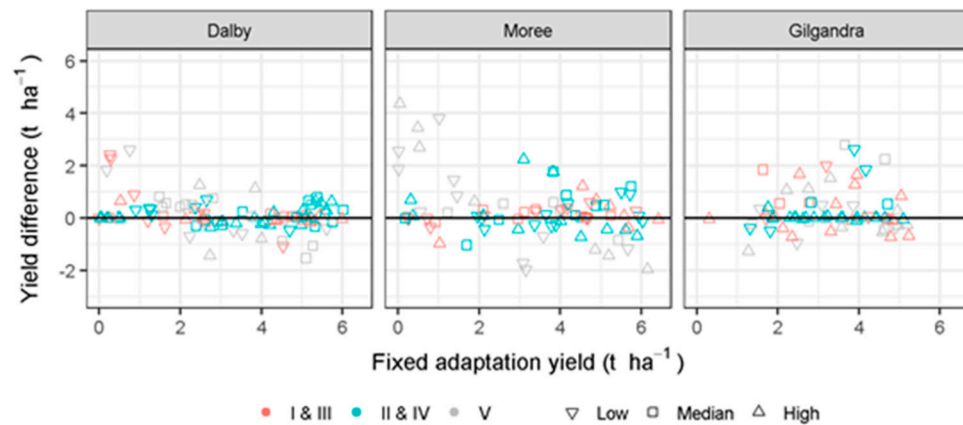 Dalby Moree Gilgandra
Yield difference (t ha⁻¹)
6
4
2
0
-2
0 2 4 6 0 2 4 6 0 2 4 6
Fixed adaptation yield (t ha⁻¹)
I & III II & IV V Low Median High